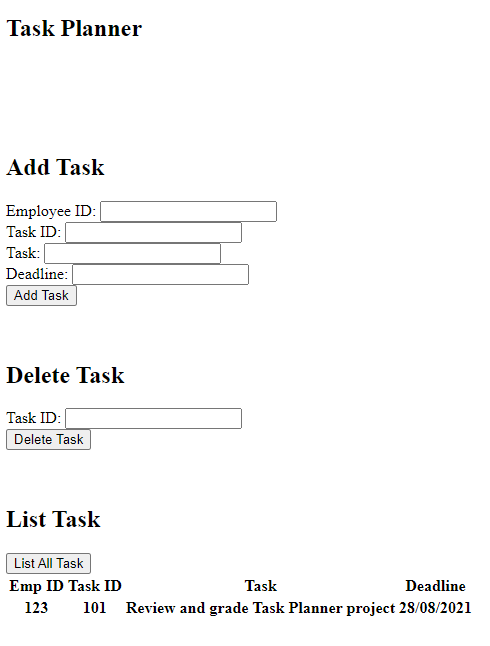 Task Planner
Add Task
Employee ID:
Task ID:
Task:
Deadline:
Add Task
Delete Task
Task ID:
Delete Task
List Task
List All Task
Emp ID Task ID Task Deadline
123 101 Review and grade Task Planner project 28/08/2021